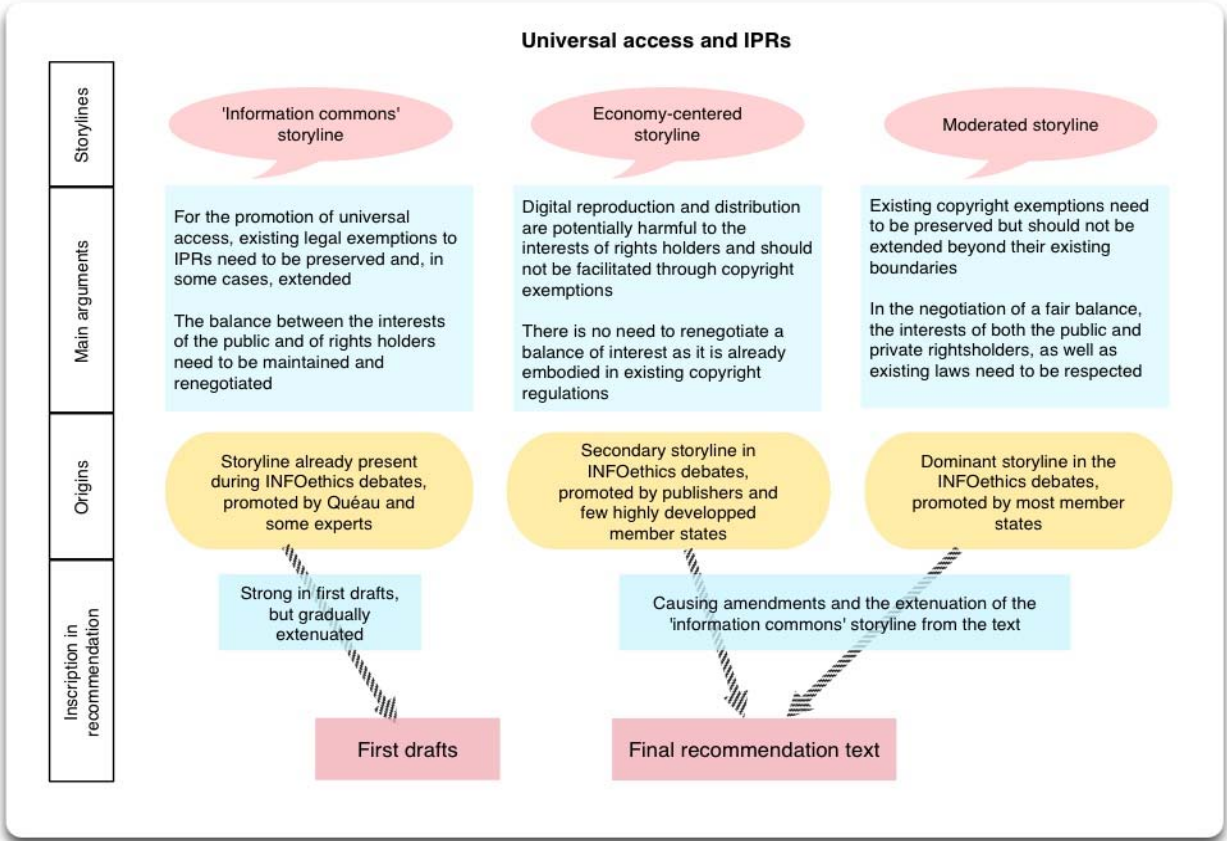 Universal access and IPRs
Storylines
'Information commons'
storyline
Economy-centered
storyline
Moderated storyline
Main arguments
For the promotion of universal
access, existing legal exemptions to
IPRs need to be preserved and, in
some cases, extended
The balance between the interests
of the public and of rights holders
need to be maintained and
renegotiated
Digital reproduction and distribution
are potentially harmful to the
interests of rights holders and should
not be facilitated through copyright
exemptions
There is no need to renegotiate a
balance of interest as it is already
embodied in existing copyright
regulations
Existing copyright exemptions need
to be preserved but should not be
extended beyond their existing
boundaries
In the negotiation of a fair balance,
the interests of both the public and
private rightsholders, as well as
existing laws need to be respected
Origins
Storyline already present
during INFOethics debates,
promoted by Quéau and
some experts
Secondary storyline in
INFOethics debates,
promoted by publishers and
few highly developped
member states
Dominant storyline in the
INFOethics debates,
promoted by most member
states
Inscription in
recommendation
Strong in first drafts,
but gradually
extenuated
Causing amendments and the extenuation of the
'information commons' storyline from the text
First drafts
Final recommendation text